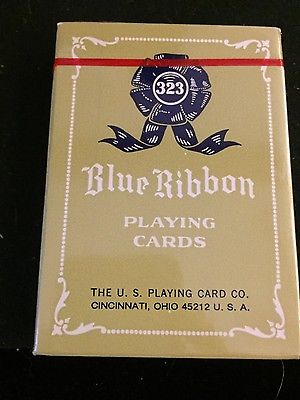 323
Blue Ribbon
PLAYING
CARDS
THE U. S. PLAYING CARD CO.
CINCINNATI, OHIO 45212 U. S. A.